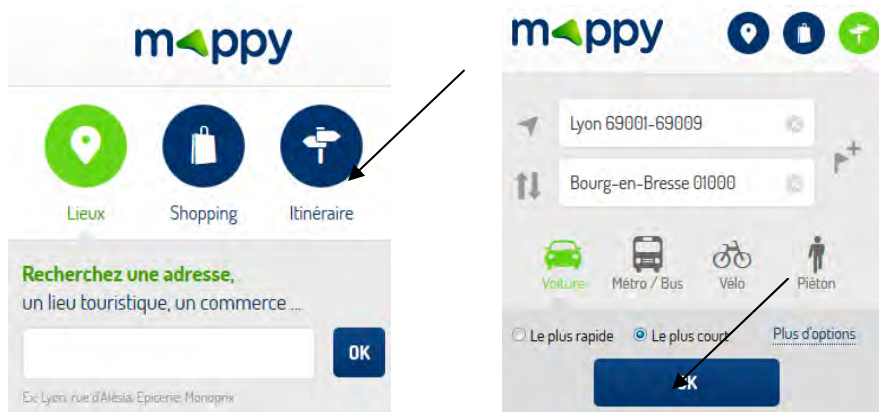 mappy
Lieux
Shopping
Itinéraire
Recherchez une adresse,
un lieu touristique, un commerce ...
OK
Ex: Lyon, rue d'Alésia, Epicerie, Monoprix
mappy
Lyon 69001-69009
Bourg-en-Bresse 01000
Voiture
Métro / Bus
Vélo
Piéton
Le plus rapide
Le plus court
Plus d'options
OK